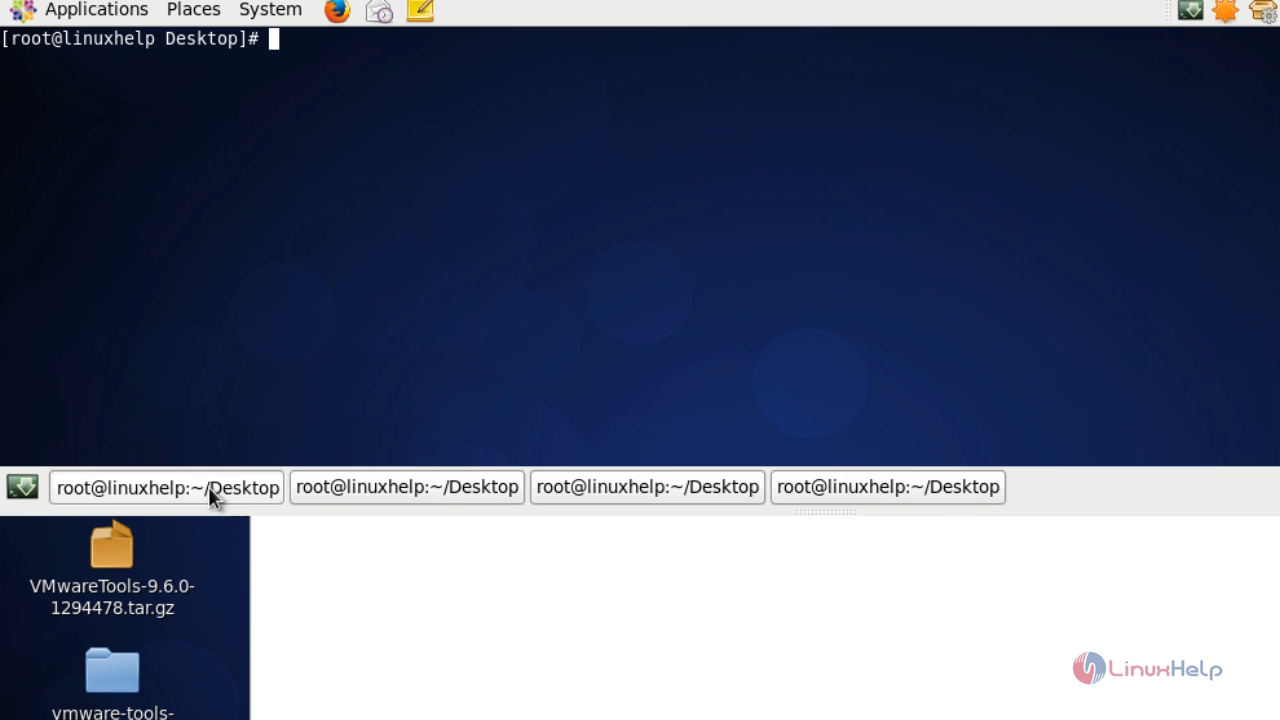 Applications Places System
[root@linuxhelp Desktop]#
root@linuxhelp:~/Desktop root@linuxhelp:~/Desktop root@linuxhelp:~/Desktop root@linuxhelp:~/Desktop
VMwareTools-9.6.0-
1294478.tar.gz
vmware-tools-
LinuxHelp